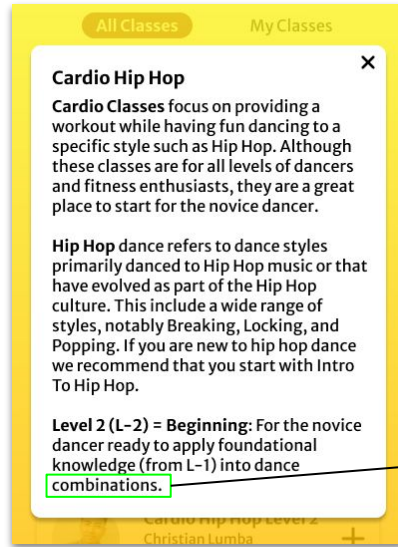 All Classes My Classes
Cardio Hip Hop
Cardio Classes focus on providing a
workout while having fun dancing to a
specific style such as Hip Hop. Although
these classes are for all levels of dancers
and fitness enthusiasts, they are a great
place to start for the novice dancer.
Hip Hop dance refers to dance styles
primarily danced to Hip Hop music or that
have evolved as part of the Hip Hop
culture. This include a wide range of
styles, notably Breaking, Locking, and
Popping. If you are new to hip hop dance
we recommend that you start with Intro
To Hip Hop.
Level 2 (L-2) = Beginning: For the novice
dancer ready to apply foundational
knowledge (from L-1) into dance
combinations.
Cardio Hip Hop Level 2
Christian Lumba